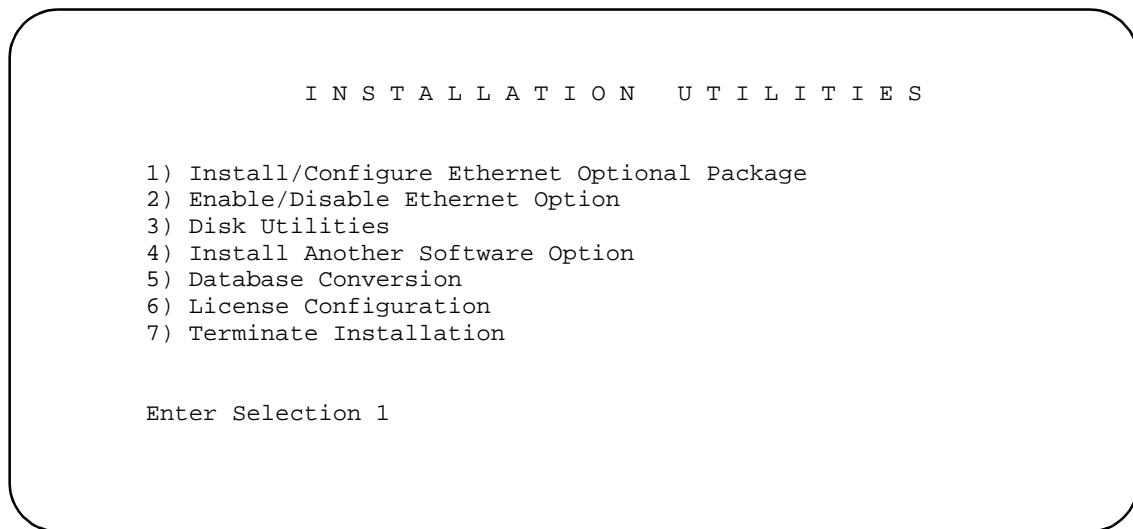 I N S T A L L A T I O N   U T I L I T I E S
1) Install/Configure Ethernet Optional Package
2) Enable/Disable Ethernet Option
3) Disk Utilities
4) Install Another Software Option
5) Database Conversion
6) License Configuration
7) Terminate Installation
Enter Selection 1